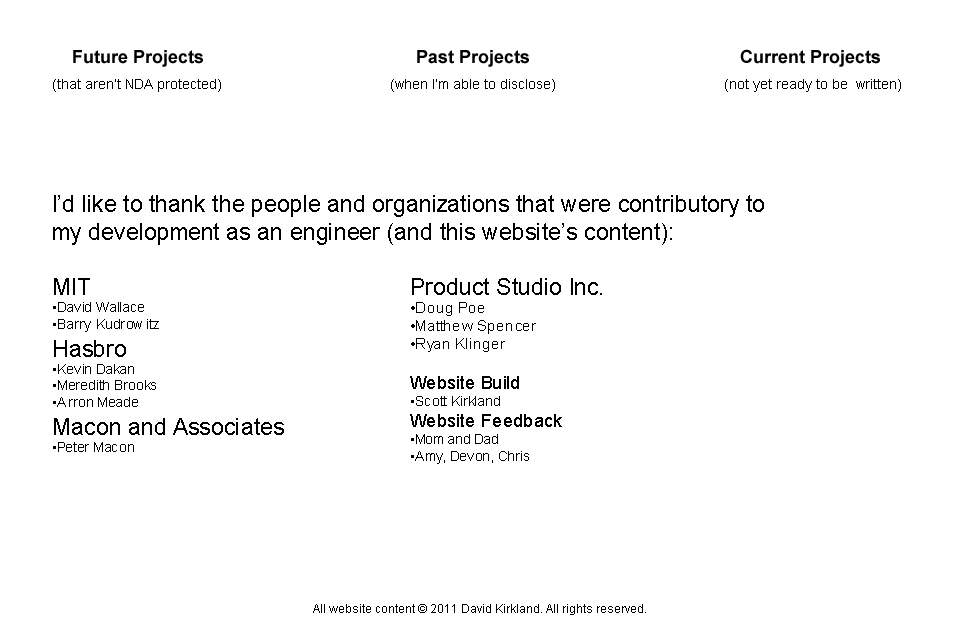 Future Projects
(that aren't NDA protected)
Past Projects
(when I'm able to disclose)
Current Projects
(not yet ready to be written)
I'd like to thank the people and organizations that were contributory to
my development as an engineer (and this website's content):
MIT
•David Wallace
•Barry Kudrowitz
Hasbro
•Kevin Dakan
•Meredith Brooks
•Arron Meade
Macon and Associates
•Peter Macon
Product Studio Inc.
•Doug Poe
•Matthew Spencer
•Ryan Klinger
Website Build
•Scott Kirkland
Website Feedback
•Mom and Dad
•Amy, Devon, Chris
All website content © 2011 David Kirkland. All rights reserved.